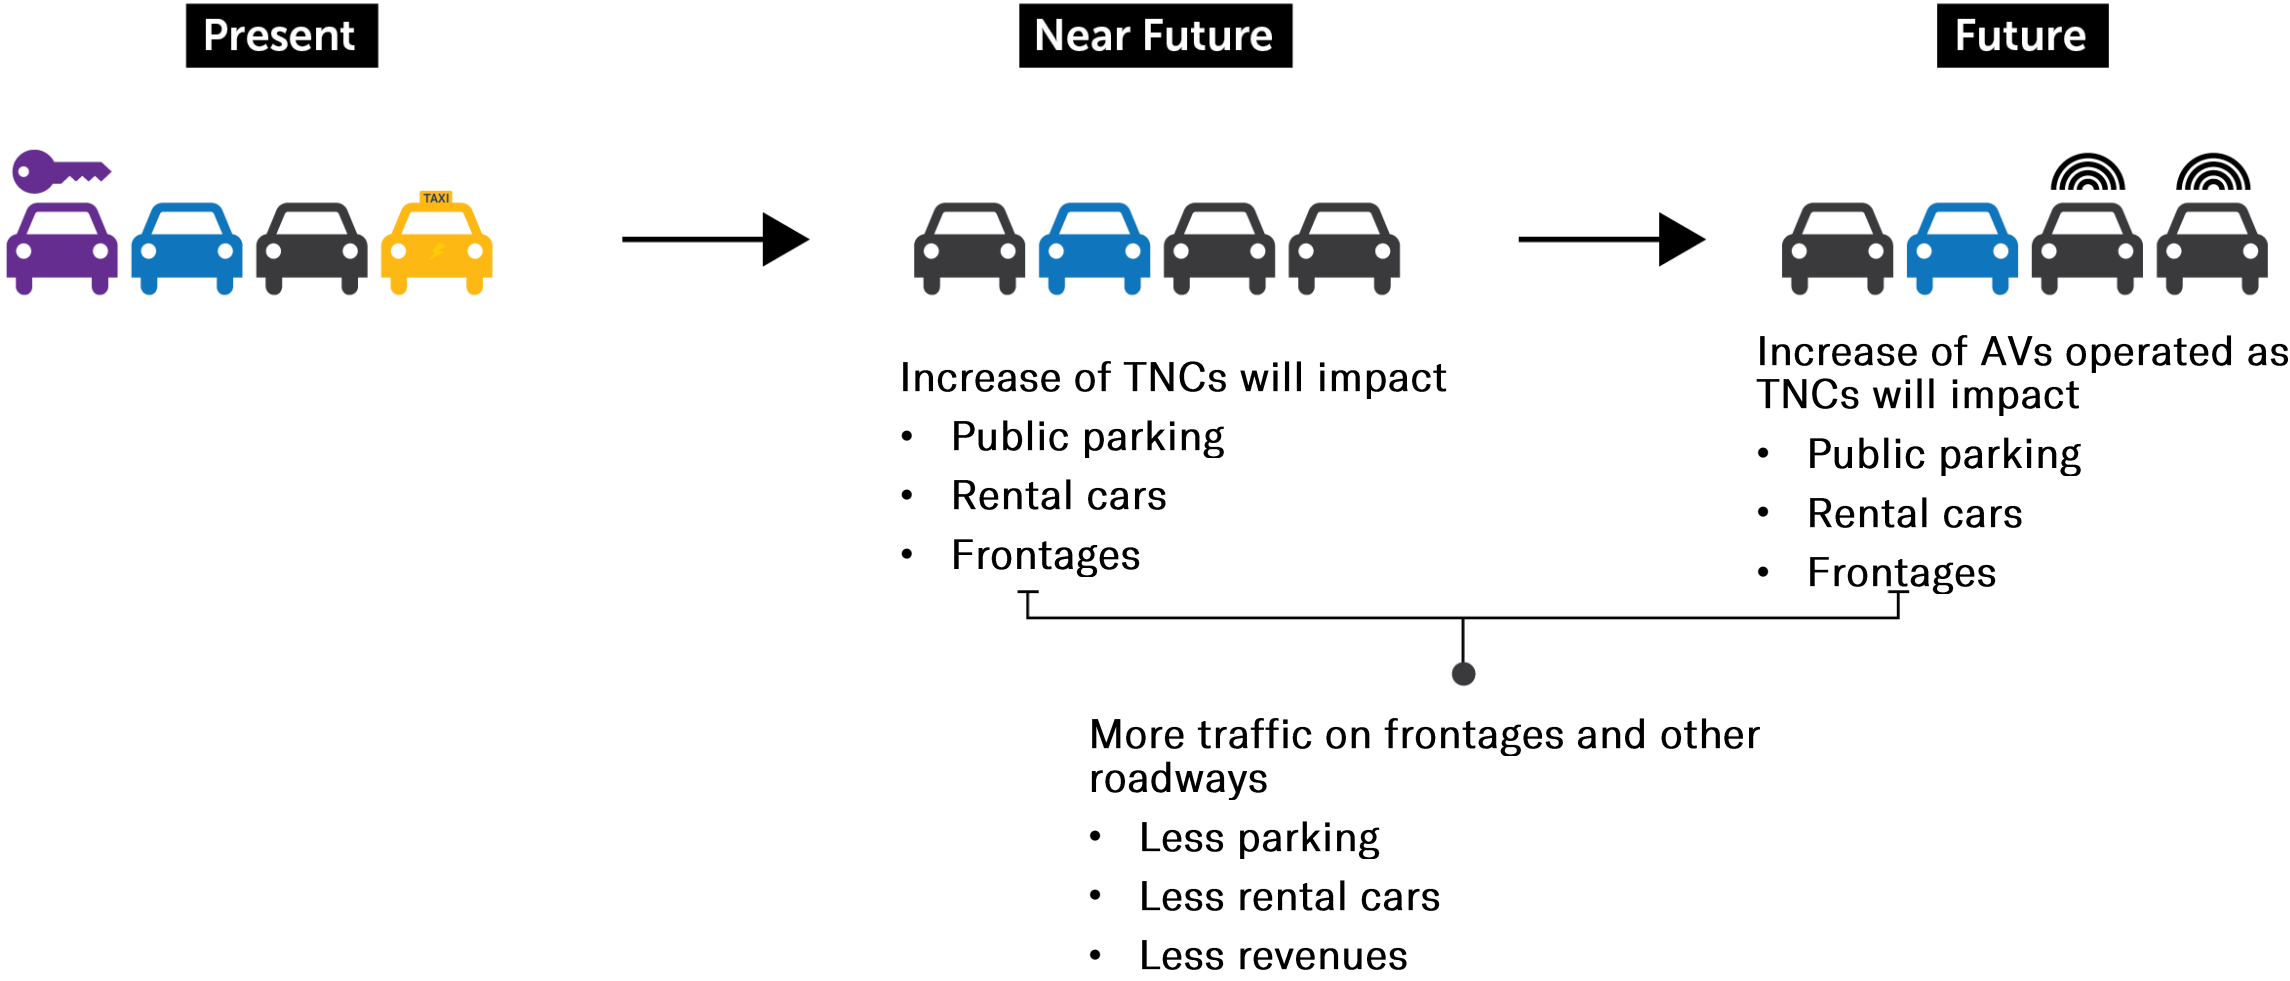 Present
Near Future
Future
TAXI
Increase of TNCs will impact
• Public parking
• Rental cars
• Frontages
Increase of AVs operated as
TNCs will impact
• Public parking
• Rental cars
• Frontages
More traffic on frontages and other
roadways
• Less parking
• Less rental cars
• Less revenues